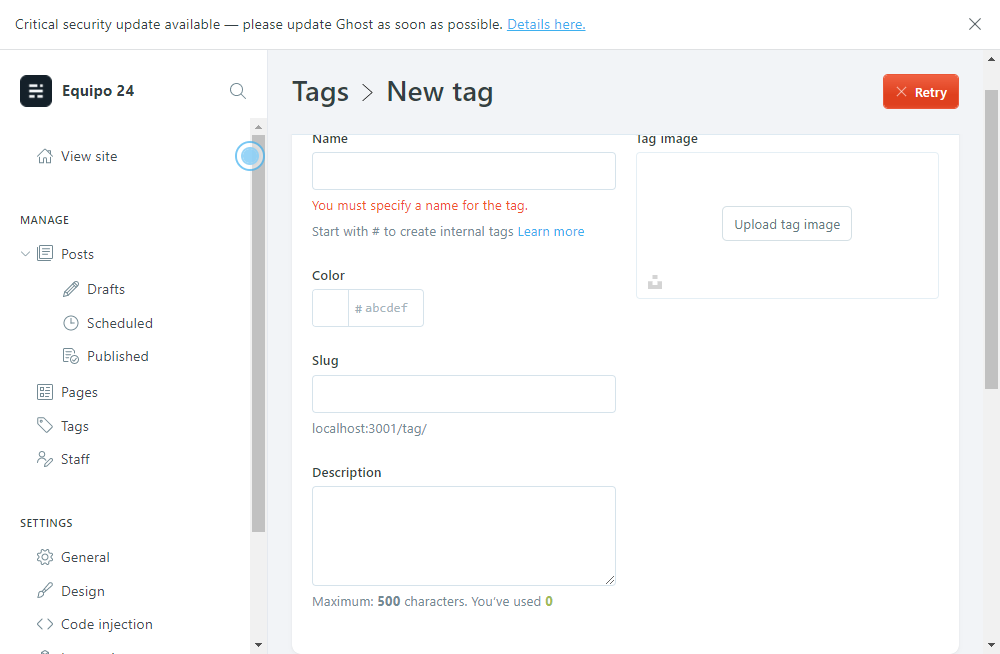 Critical security update available — please update Ghost as soon as possible. Details here.
Equipo 24
View site
MANAGE
Posts
Drafts
Scheduled
Published
Pages
Tags
Staff
SETTINGS
General
Design
Code injection
Tags > New tag
Retry
Name
You must specify a name for the tag.
Start with # to create internal tags Learn more
Color
# abcdef
Slug
localhost:3001/tag/
Description
Maximum: 500 characters. You've used 0
Tag image
Upload tag image